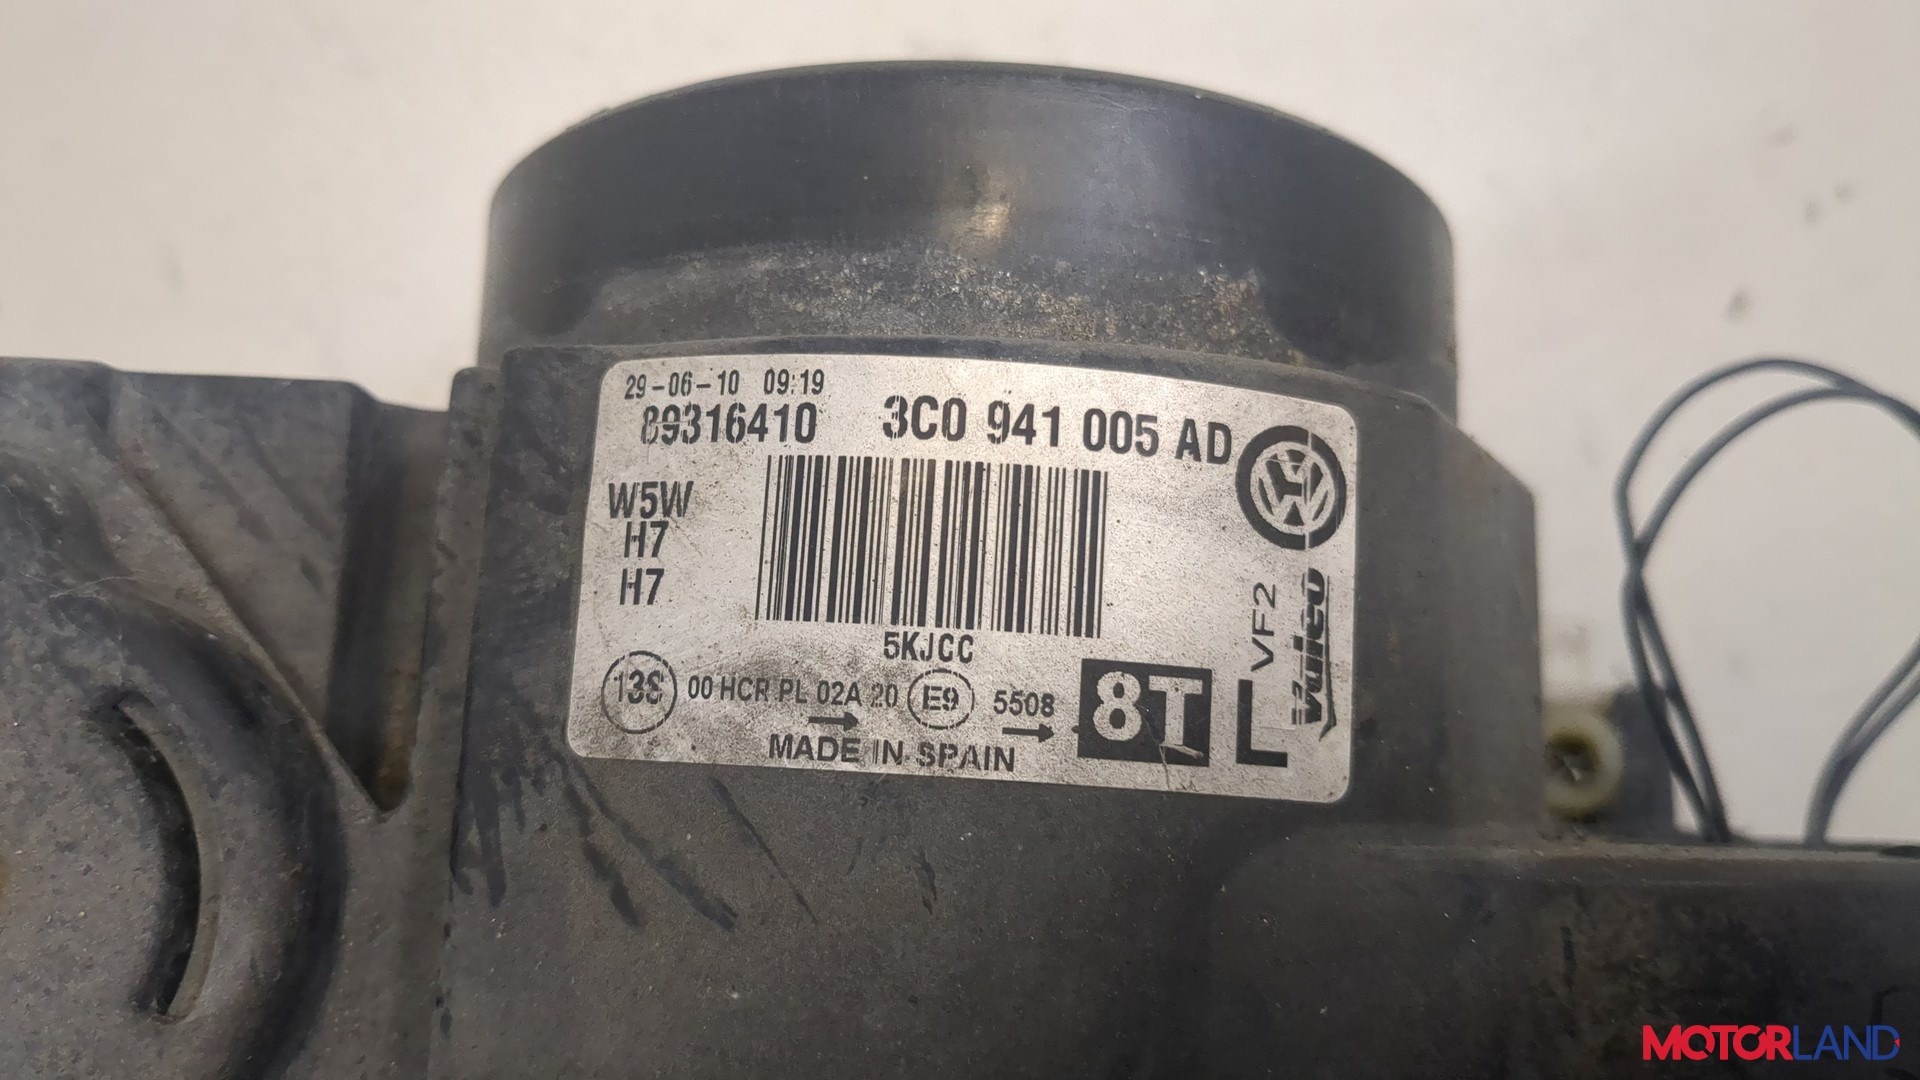 29-06-10 09:19
89316410 3C0 941 005 AD
W5W
H7
H7
5KJCC
VF2
Valeo
13S 00 HCR PL 02A 20 E9 5508 8T L
MADE IN SPAIN
MOTORLAND